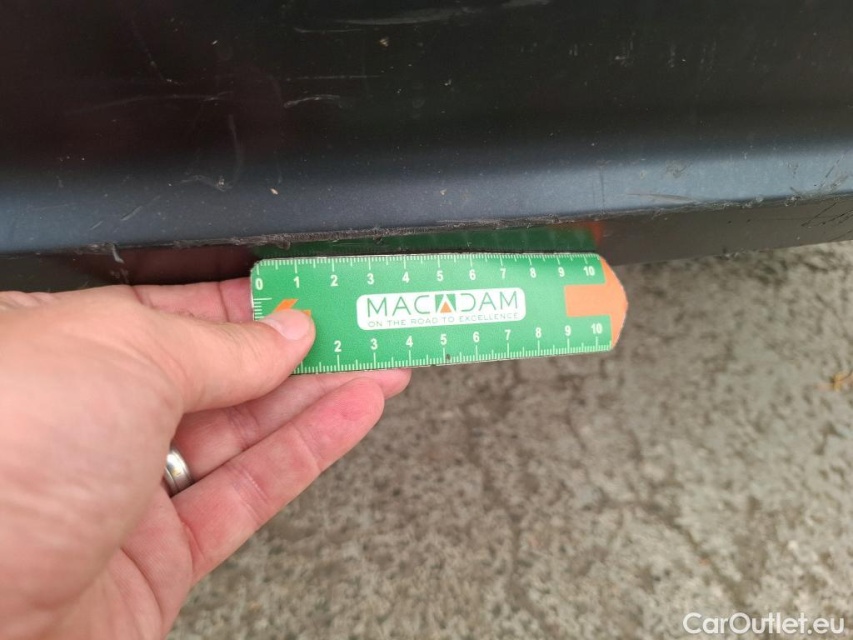 0 1 2 3 4 5 6 7 8 9 10
MACADAM
ON THE ROAD TO EXCELLENCE
2 3 4 5 6 7 8 9 10
CarOutlet.eu